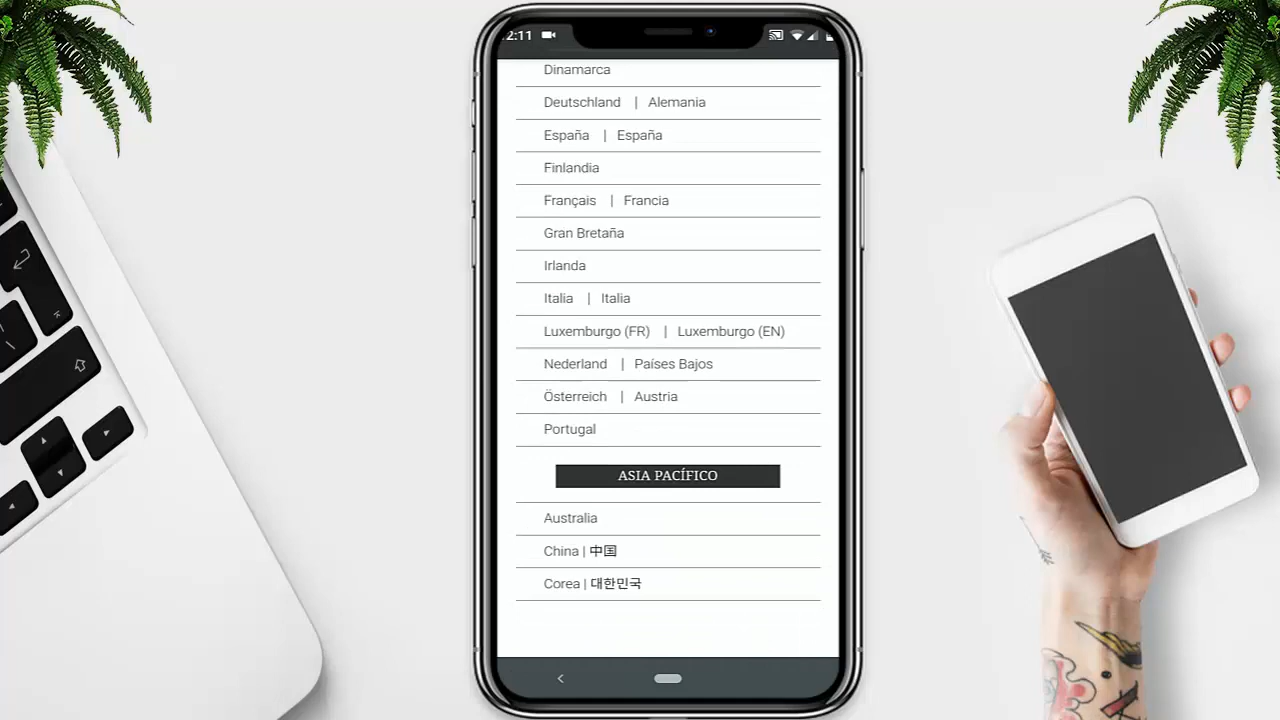 2:11
Dinamarca
Deutschland | Alemania
España | España
Finlandia
Français | Francia
Gran Bretaña
Irlanda
Italia | Italia
Luxemburgo (FR) | Luxemburgo (EN)
Nederland | Países Bajos
Österreich | Austria
Portugal
ASIA PACÍFICO
Australia
China | 中国
Corea | 대한민국